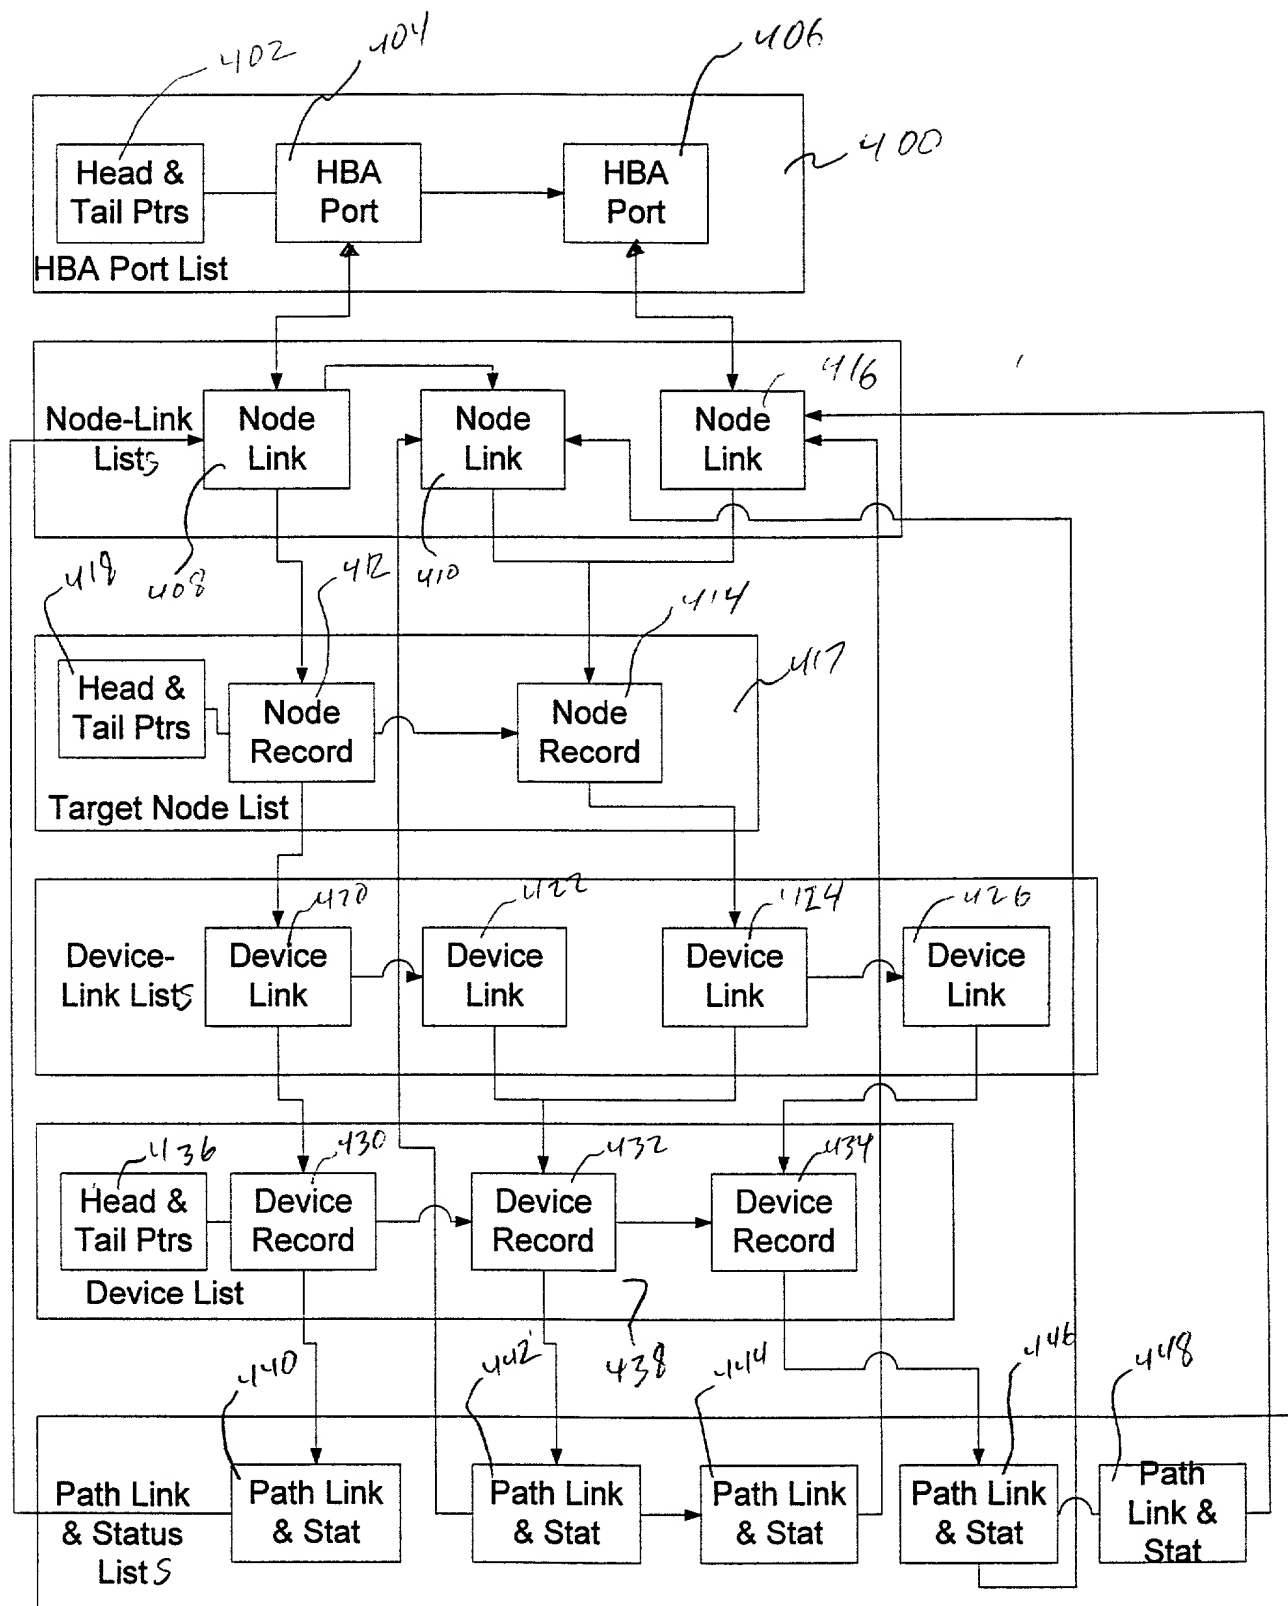 402
404
406
400
Head &
Tail Ptrs
HBA
Port
HBA
Port
HBA Port List
416
Node-Link
Lists
Node
Link
Node
Link
Node
Link
408
410
418
412
414
417
Head &
Tail Ptrs
Node
Record
Node
Record
Target Node List
420
422
424
426
Device-
Link Lists
Device
Link
Device
Link
Device
Link
Device
Link
436
430
432
434
Head &
Tail Ptrs
Device
Record
Device
Record
Device
Record
Device List
438
440
442
444
446
448
Path Link
& Status
Lists
Path Link
& Stat
Path Link
& Stat
Path Link
& Stat
Path Link
& Stat
Path
Link &
Stat